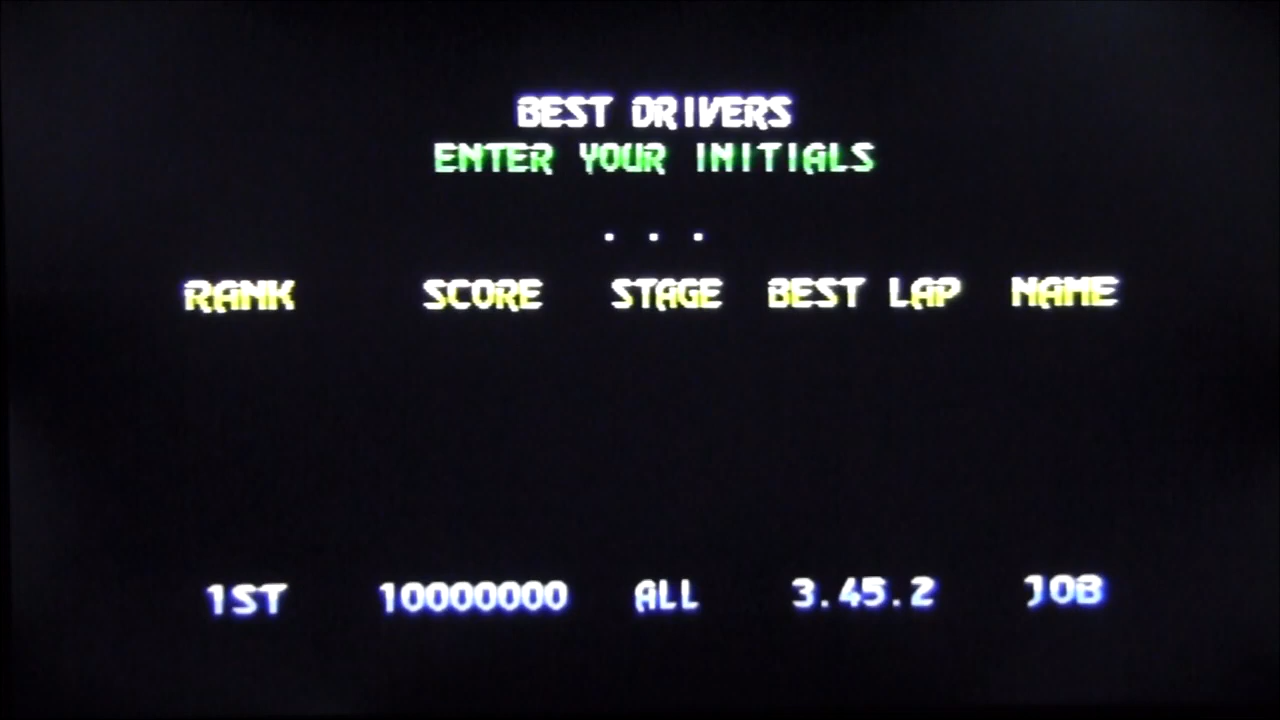 BEST DRIVERS
ENTER YOUR INITIALS
. . .
RANK SCORE STAGE BEST LAP NAME
1ST 10000000 ALL 3.45.2 JOB